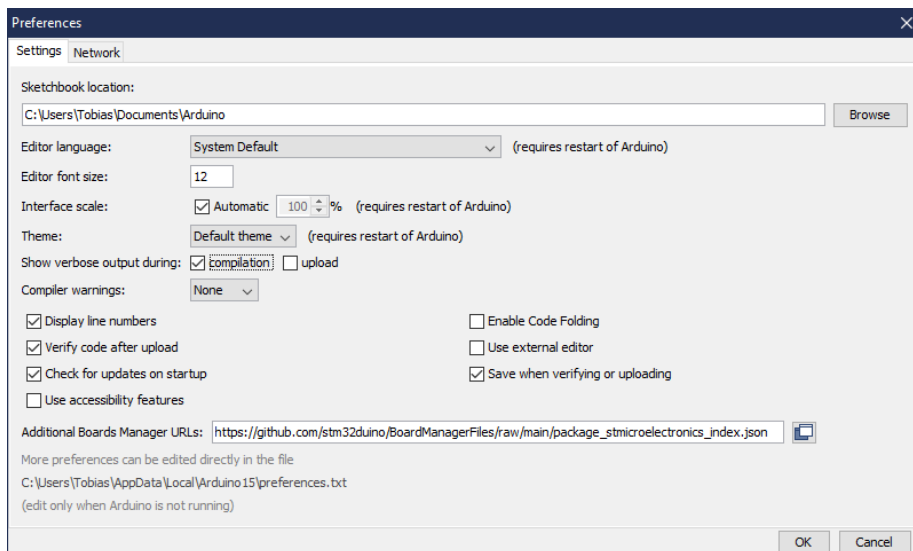 Preferences
Settings Network
Sketchbook location:
C:\Users\Tobias\Documents\Arduino Browse
Editor language: System Default (requires restart of Arduino)
Editor font size: 12
Interface scale: Automatic 100 % (requires restart of Arduino)
Theme: Default theme (requires restart of Arduino)
Show verbose output during: compilation upload
Compiler warnings: None
Display line numbers Enable Code Folding
Verify code after upload Use external editor
Check for updates on startup Save when verifying or uploading
Use accessibility features
Additional Boards Manager URLs: https://github.com/stm32duino/BoardManagerFiles/raw/main/package_stmicroelectronics_index.json
More preferences can be edited directly in the file
C:\Users\Tobias\AppData\Local\Arduino15\preferences.txt
(edit only when Arduino is not running)
OK Cancel